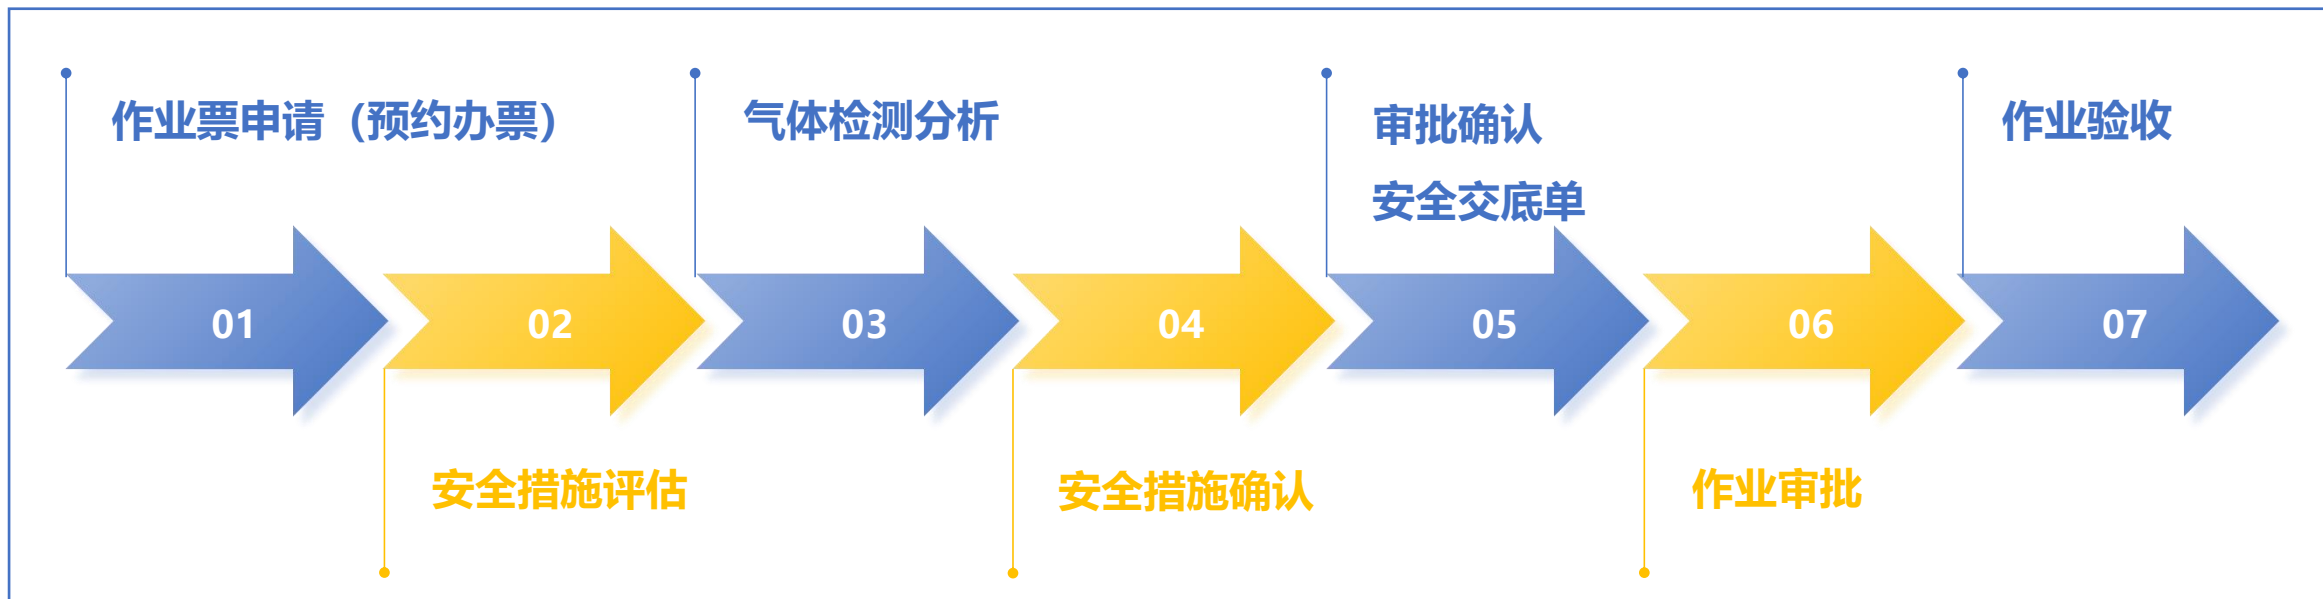 作业票申请（预约办票）
气体检测分析
审批确认
安全交底单
作业验收
01
02
03
04
05
06
07
安全措施评估
安全措施确认
作业审批